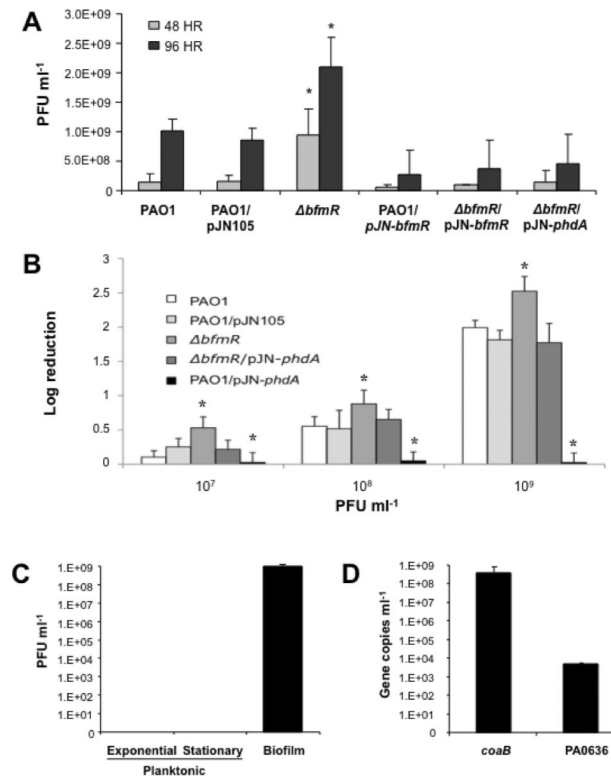 A
48 HR
96 HR
PFU ml-1
3.0E+09
2.5E+09
2.0E+09
1.5E+09
1.0E+09
5.0E+08
0
*
*
PAO1
PAO1/
pJN105
ΔbfmR
PAO1/
pJN-bfmR
ΔbfmR/
pJN-bfmR
ΔbfmR/
pJN-phdA
B
Log reduction
3
2.5
2
1.5
1
0.5
0
PAO1
PAO1/pJN105
ΔbfmR
ΔbfmR/pJN-phdA
PAO1/pJN-phdA
*
*
*
*
*
*
10^7
10^8
10^9
PFU ml-1
C
PFU ml-1
1.E+09
1.E+08
1.E+07
1.E+06
1.E+05
1.E+04
1.E+03
1.E+02
1.E+01
0
Exponential Stationary Biofilm
Planktonic
D
Gene copies ml-1
1.E+09
1.E+08
1.E+07
1.E+06
1.E+05
1.E+04
1.E+03
1.E+02
1.E+01
0
coaB PA0636